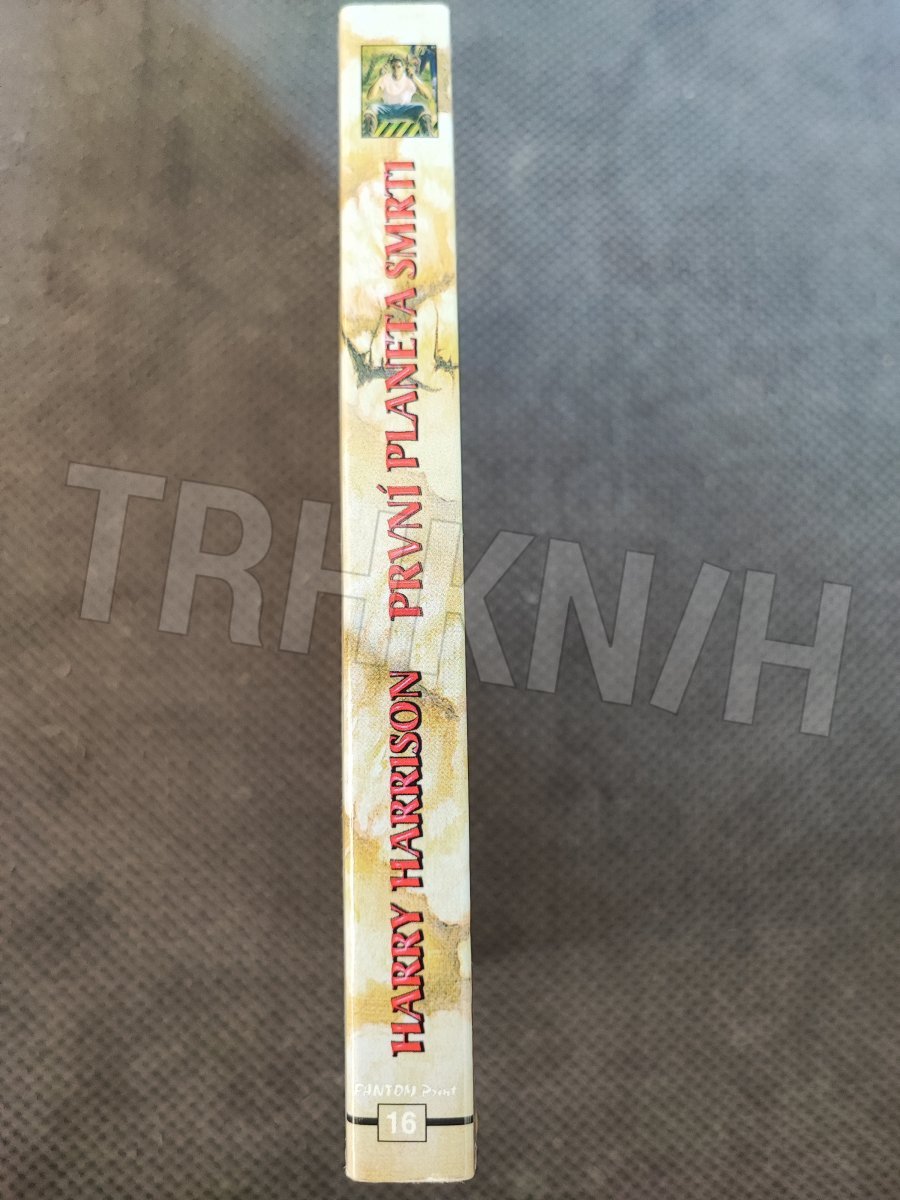 HARRY HARRISON PRVNÍ PLANETA SMRTI
FANTOM Print
16
TRHKNIH